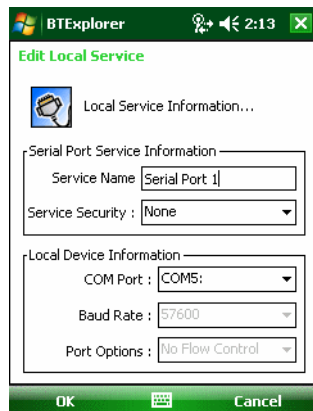 BTExplorer 2:13
Edit Local Service
Local Service Information...
Serial Port Service Information
Service Name Serial Port 1
Service Security : None
Local Device Information
COM Port : COM5:
Baud Rate : 57600
Port Options : No Flow Control
OK Cancel